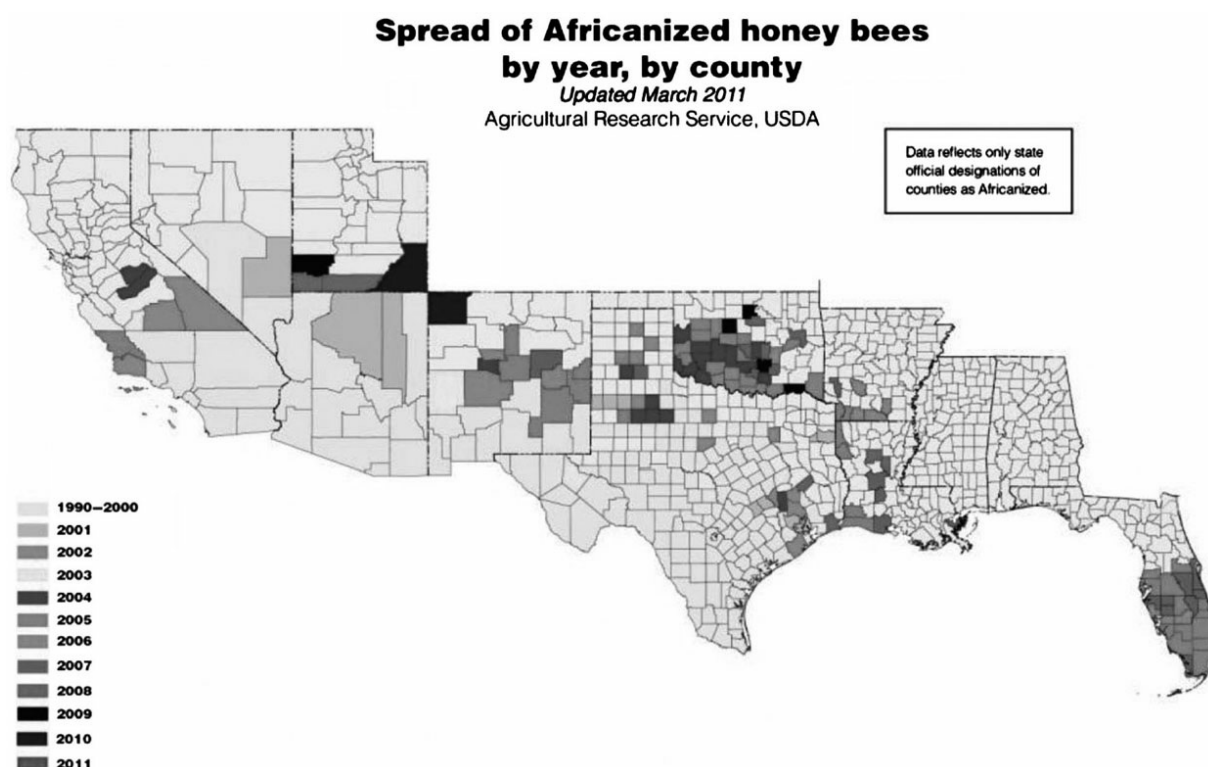 Spread of Africanized honey bees
by year, by county
Updated March 2011
Agricultural Research Service, USDA
Data reflects only state
official designations of
counties as Africanized.
1990–2000
2001
2002
2003
2004
2005
2006
2007
2008
2009
2010
2011